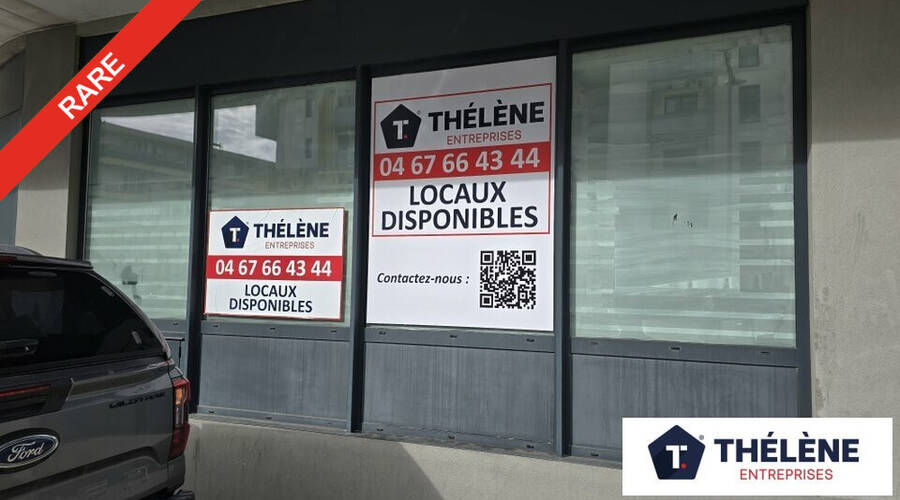 RARE
THÉLÈNE
ENTREPRISES
04 67 66 43 44
LOCAUX
DISPONIBLES
Contactez-nous :
THÉLÈNE
ENTREPRISES
04 67 66 43 44
LOCAUX
DISPONIBLES
WILDTRAK
Ford
T.
THÉLÈNE
ENTREPRISES